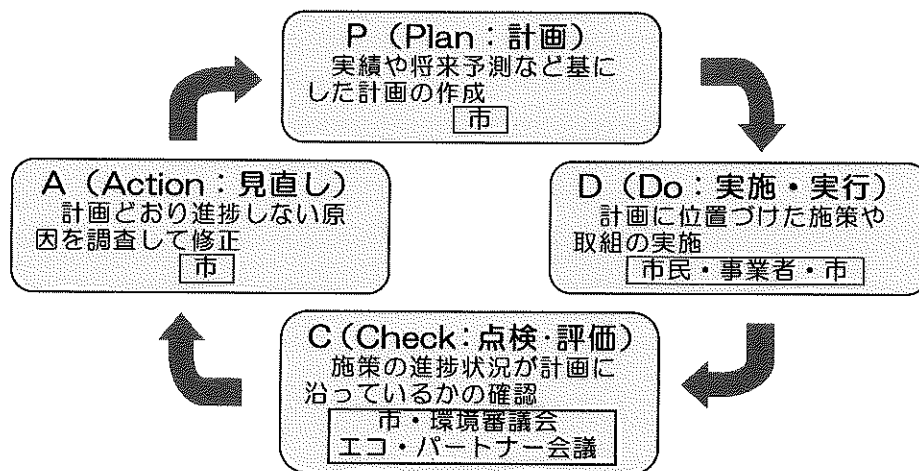 P（Plan：計画）
実績や将来予測など基に
した計画の作成
市
A（Action：見直し）
計画どおり進捗しない原
因を調査して修正
市
D（Do：実施・実行）
計画に位置づけた施策や
取組の実施
市民・事業者・市
C（Check：点検・評価）
施策の進捗状況が計画に
沿っているかの確認
市・環境審議会
エコ・パートナー会議